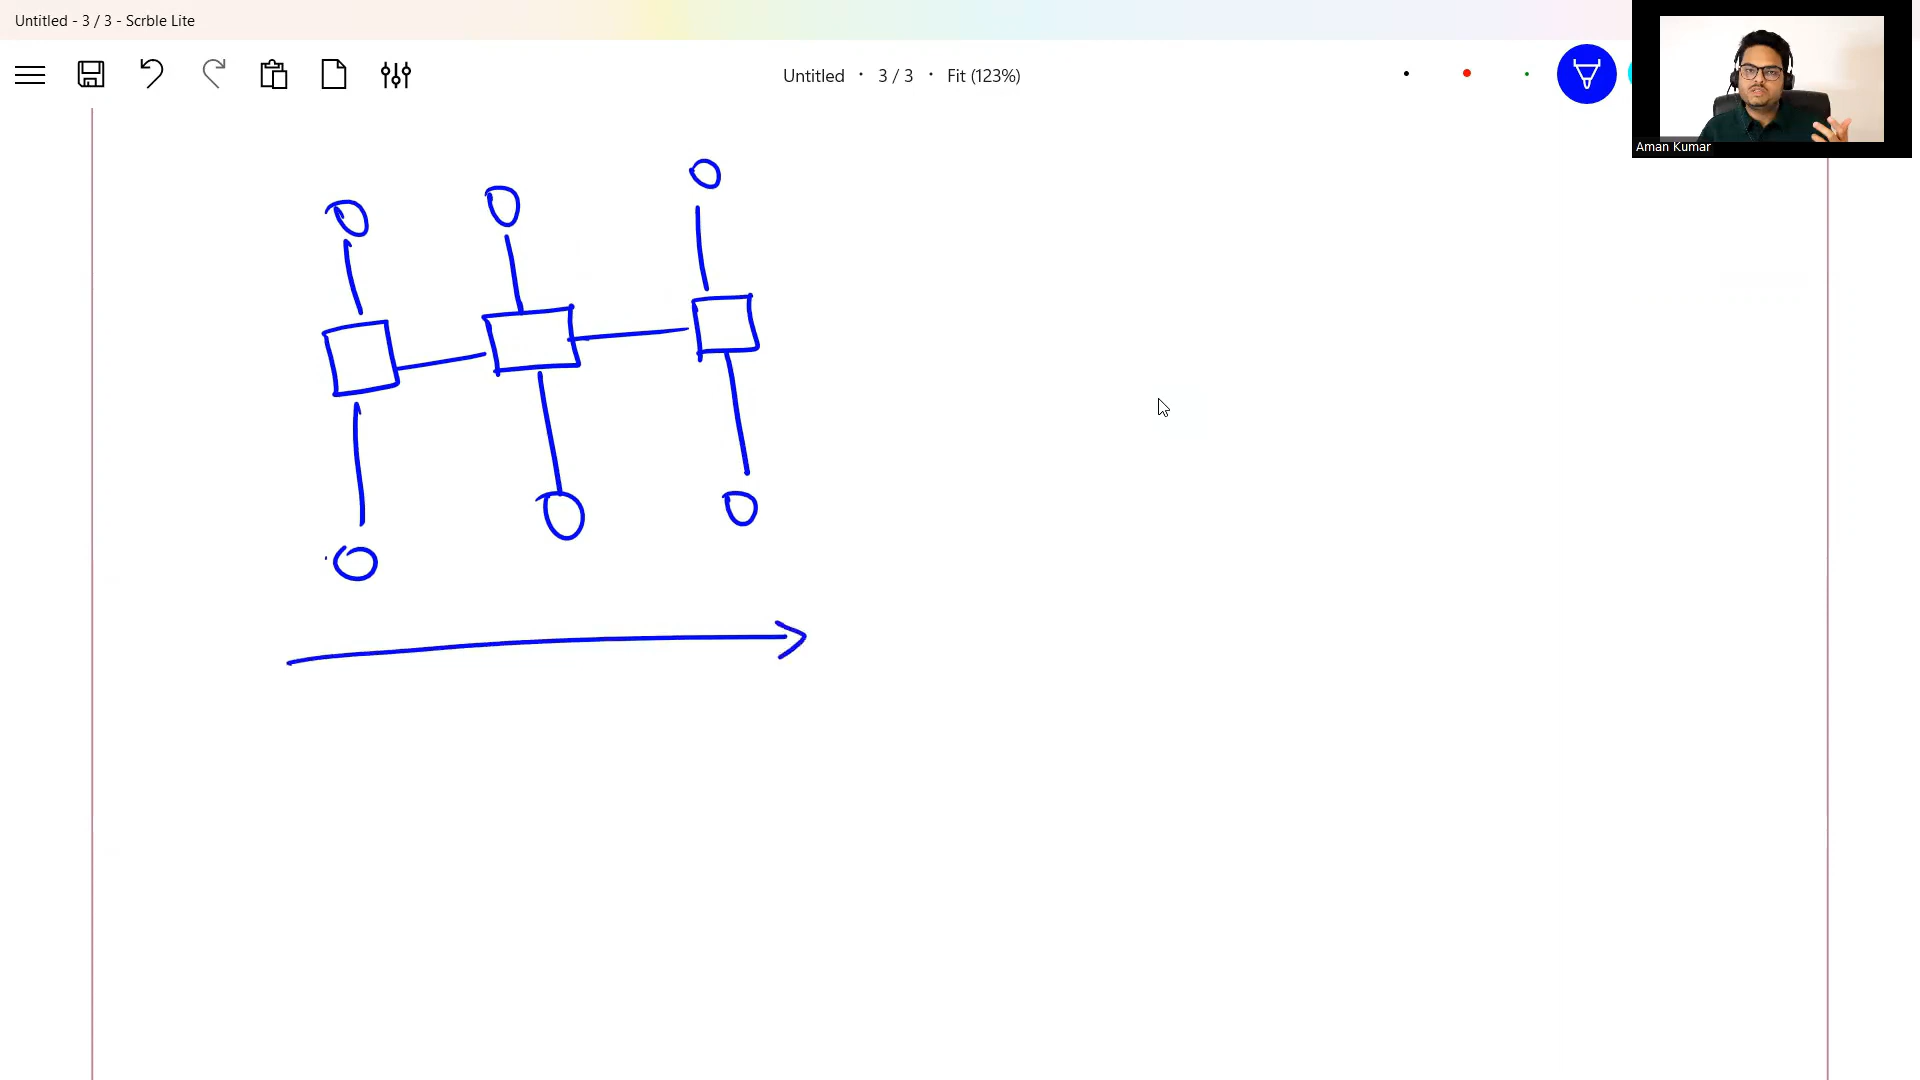 Untitled - 3 / 3 - Scrble Lite
Untitled • 3 / 3 • Fit (123%)
Aman Kumar